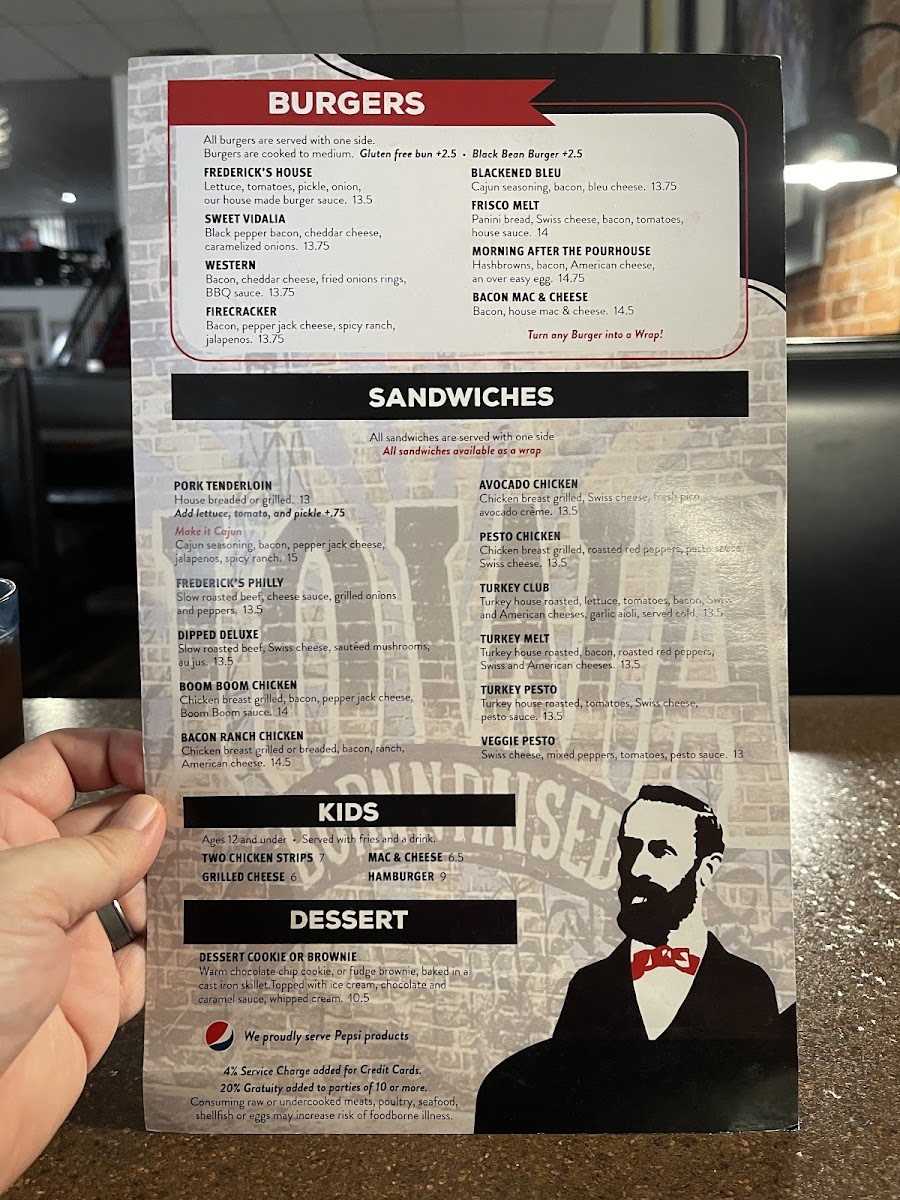 BURGERS
All burgers are served with one side.
Burgers are cooked to medium. Gluten free bun +2.5 • Black Bean Burger +2.5
FREDERICK'S HOUSE
Lettuce, tomatoes, pickle, onion,
our house made burger sauce. 13.5
SWEET VIDALIA
Black pepper bacon, cheddar cheese,
caramelized onions. 13.75
WESTERN
Bacon, cheddar cheese, fried onions rings,
BBQ sauce. 13.75
FIRECRACKER
Bacon, pepper jack cheese, spicy ranch,
jalapenos. 13.75
BLACKENED BLEU
Cajun seasoning, bacon, bleu cheese. 13.75
FRISCO MELT
Panini bread, Swiss cheese, bacon, tomatoes,
house sauce. 14
MORNING AFTER THE POURHOUSE
Hashbrowns, bacon, American cheese,
an over easy egg. 14.75
BACON MAC & CHEESE
Bacon, house mac & cheese. 14.5
Turn any Burger into a Wrap!
SANDWICHES
All sandwiches are served with one side
All sandwiches available as a wrap
PORK TENDERLOIN
House breaded or grilled. 13
Add lettuce, tomato, and pickle +.75
Make it Cajun
Cajun seasoning, bacon, pepper jack cheese,
jalapenos, spicy ranch. 15
FREDERICK'S PHILLY
Slow roasted beef, cheese sauce, grilled onions
and peppers. 13.5
DIPPED DELUXE
Slow roasted beef, Swiss cheese, sautéed mushrooms,
au jus. 13.5
BOOM BOOM CHICKEN
Chicken breast grilled, bacon, pepper jack cheese,
Boom Boom sauce. 14
BACON RANCH CHICKEN
Chicken breast grilled or breaded, bacon, ranch,
American cheese. 14.5
AVOCADO CHICKEN
Chicken breast grilled, Swiss cheese, fresh pico,
avocado crème. 13.5
PESTO CHICKEN
Chicken breast grilled, roasted red peppers, pesto sauce,
Swiss cheese. 13.5
TURKEY CLUB
Turkey house roasted, lettuce, tomatoes, bacon, Swiss
and American cheeses, garlic aioli, served cold. 13.5
TURKEY MELT
Turkey house roasted, bacon, roasted red peppers,
Swiss and American cheeses. 13.5
TURKEY PESTO
Turkey house roasted, tomatoes, Swiss cheese,
pesto sauce. 13.5
VEGGIE PESTO
Swiss cheese, mixed peppers, tomatoes, pesto sauce. 13
BORN N RAISED
KIDS
Ages 12 and under • Served with fries and a drink.
TWO CHICKEN STRIPS 7
MAC & CHEESE 6.5
GRILLED CHEESE 6
HAMBURGER 9
DESSERT
DESSERT COOKIE OR BROWNIE
Warm chocolate chip cookie, or fudge brownie, baked in a
cast iron skillet.Topped with ice cream, chocolate and
caramel sauce, whipped cream. 10.5
We proudly serve Pepsi products
4% Service Charge added for Credit Cards.
20% Gratuity added to parties of 10 or more.
Consuming raw or undercooked meats, poultry, seafood,
shellfish or eggs may increase risk of foodborne illness.